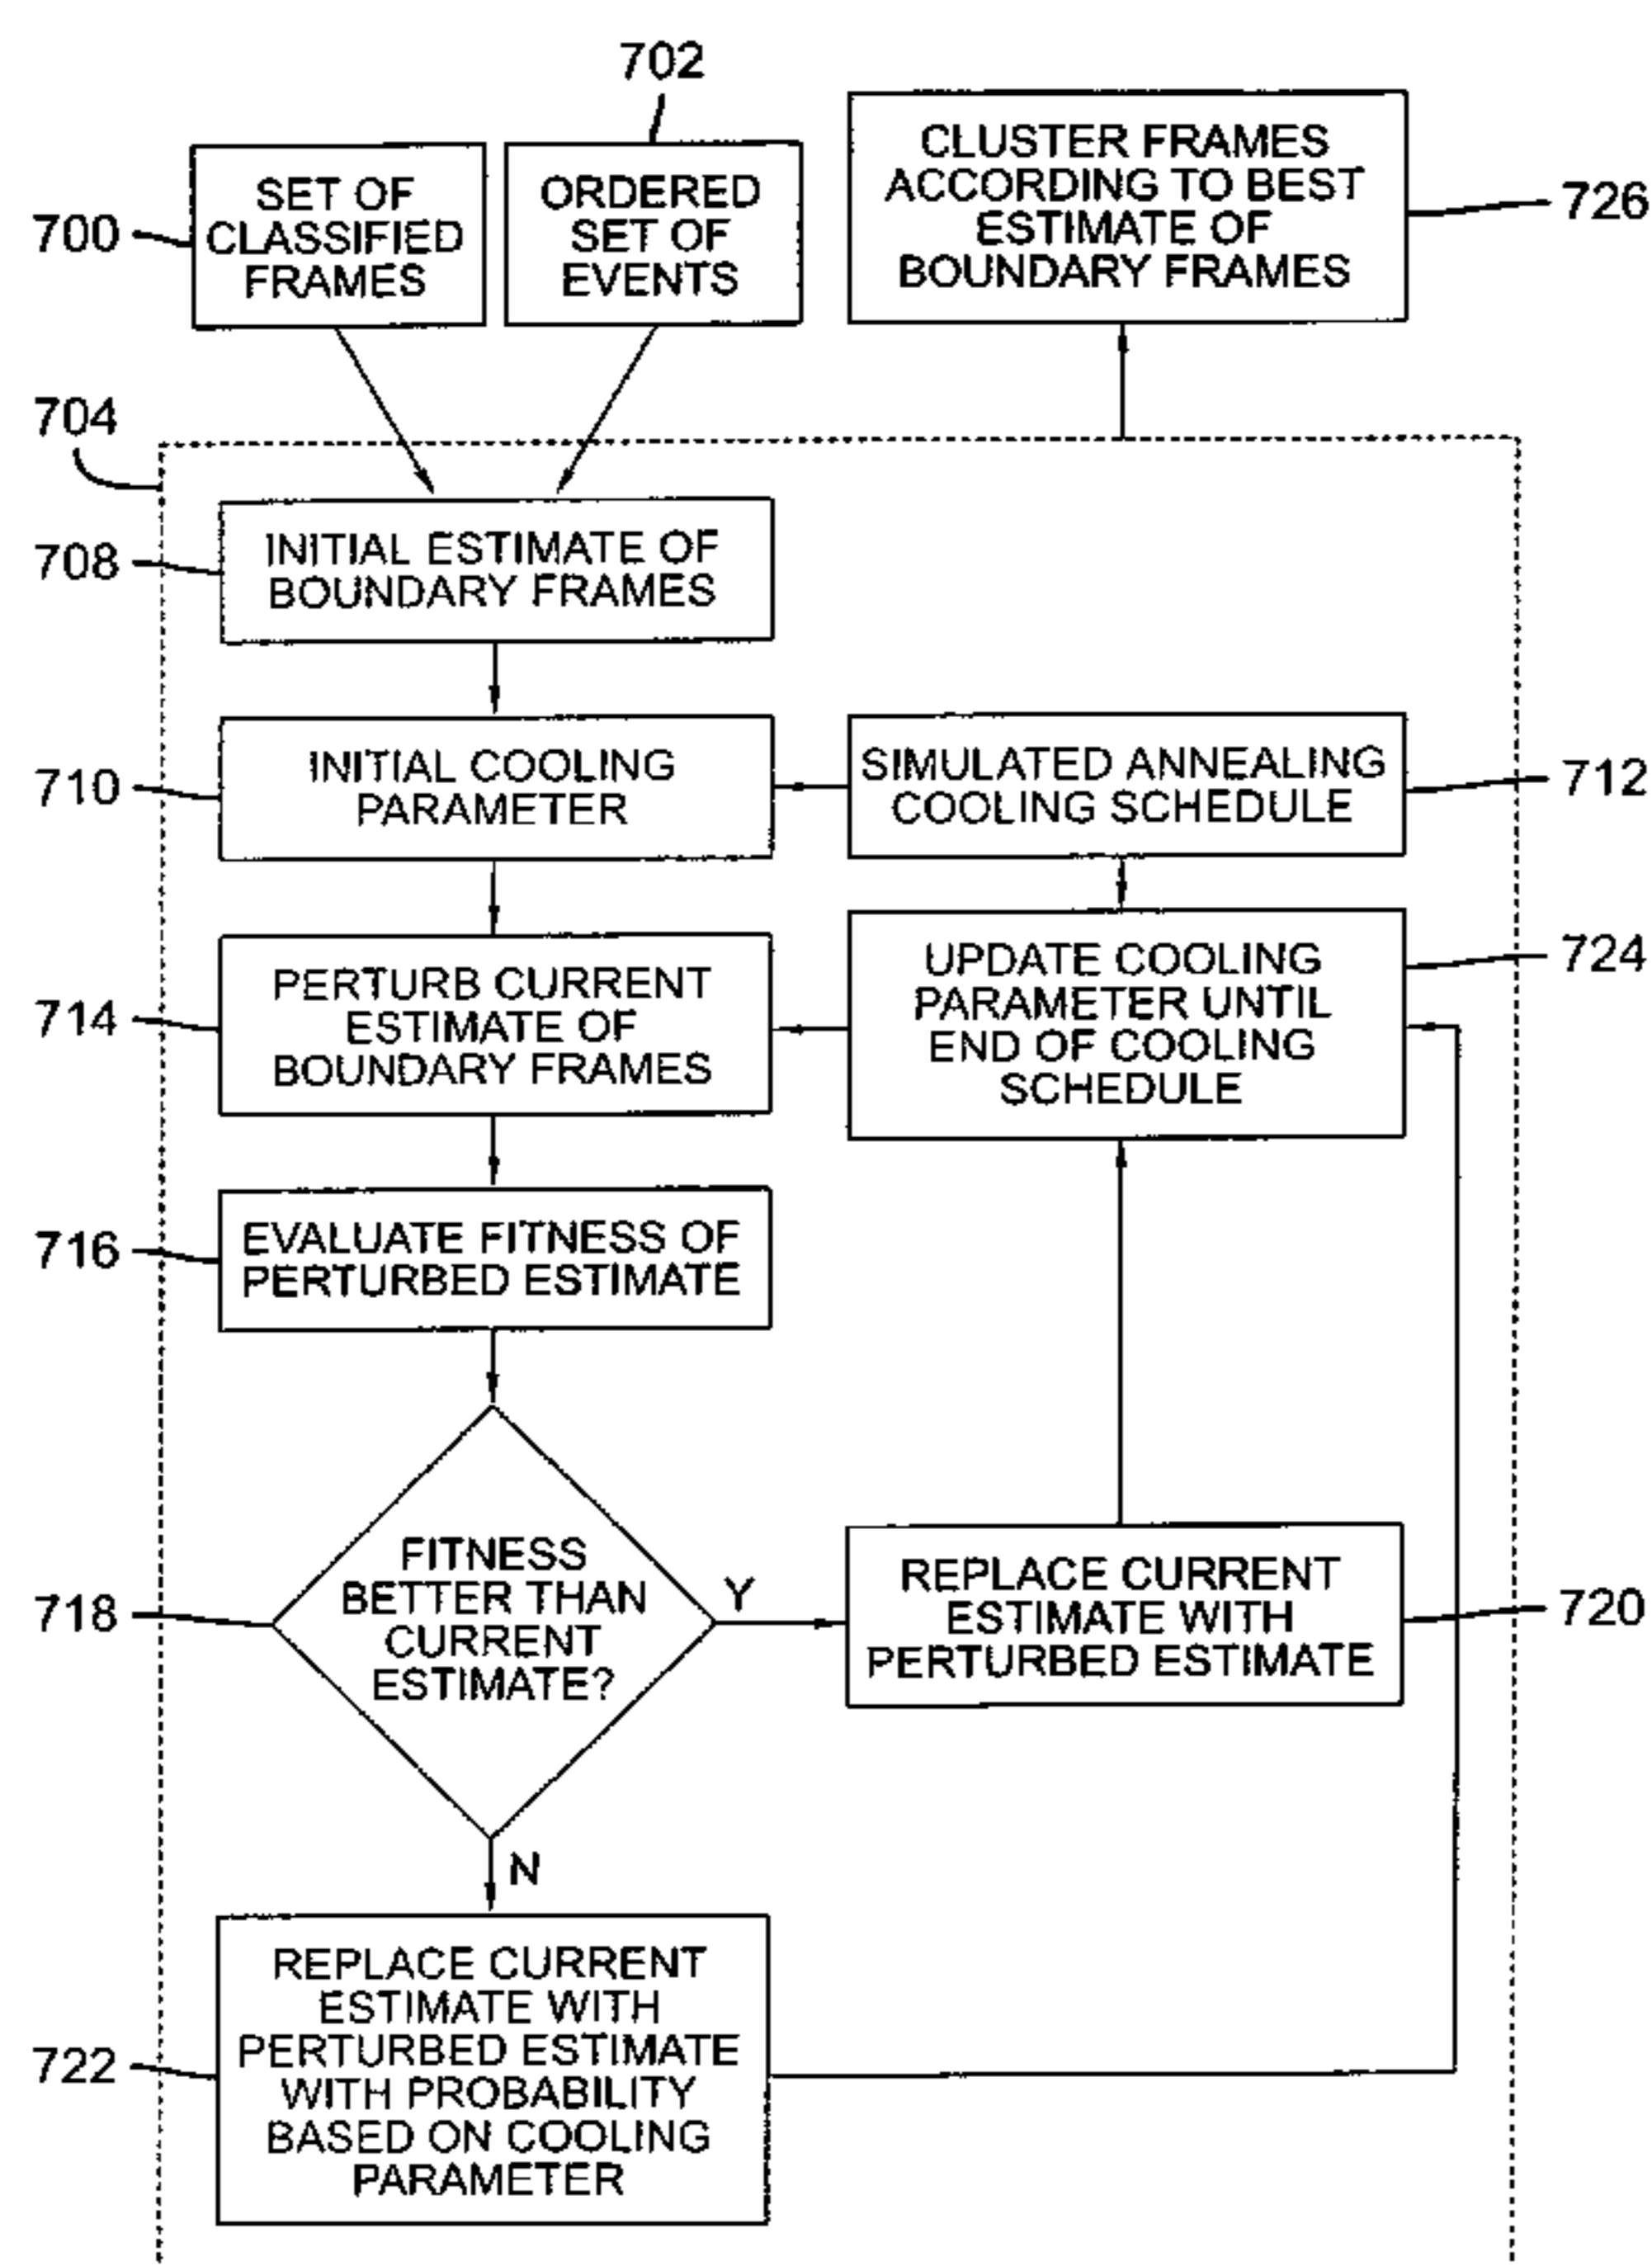 702
700
SET OF
CLASSIFIED
FRAMES
ORDERED
SET OF
EVENTS
CLUSTER FRAMES
ACCORDING TO BEST
ESTIMATE OF
BOUNDARY FRAMES
726
704
708
INITIAL ESTIMATE OF
BOUNDARY FRAMES
710
INITIAL COOLING
PARAMETER
SIMULATED ANNEALING
COOLING SCHEDULE
712
714
PERTURB CURRENT
ESTIMATE OF
BOUNDARY FRAMES
UPDATE COOLING
PARAMETER UNTIL
END OF COOLING
SCHEDULE
724
716
EVALUATE FITNESS OF
PERTURBED ESTIMATE
718
FITNESS
BETTER THAN
CURRENT
ESTIMATE?
Y
REPLACE CURRENT
ESTIMATE WITH
PERTURBED ESTIMATE
720
N
722
REPLACE CURRENT
ESTIMATE WITH
PERTURBED ESTIMATE
WITH PROBABILITY
BASED ON COOLING
PARAMETER